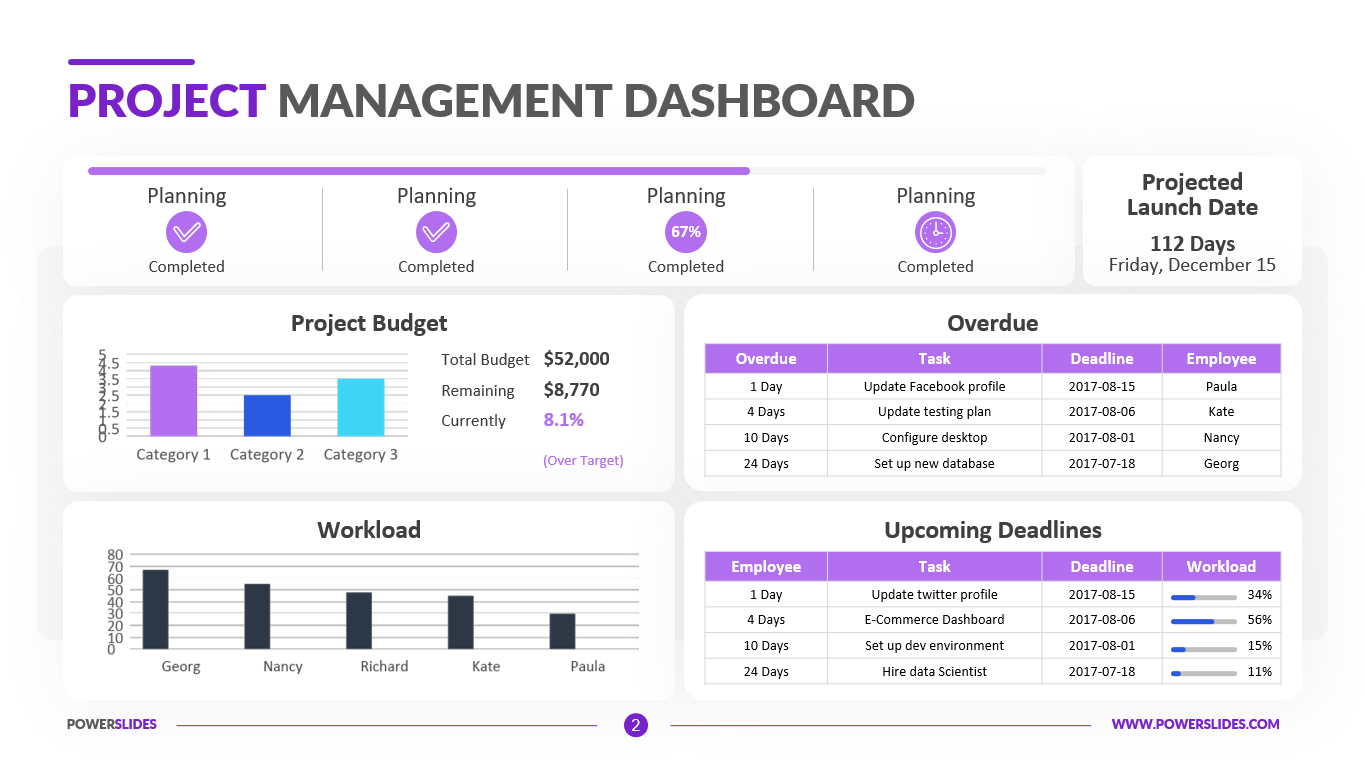 PROJECT MANAGEMENT DASHBOARD
Planning
Completed
Planning
Completed
Planning
67%
Completed
Planning
Completed
Projected
Launch Date
112 Days
Friday, December 15
Project Budget
5
4.5
3.5
3
2.5
1.5
1
0.5
0
Category 1 Category 2 Category 3
Total Budget $52,000
Remaining $8,770
Currently 8.1%
(Over Target)
Overdue
Overdue Task Deadline Employee
1 Day Update Facebook profile 2017-08-15 Paula
4 Days Update testing plan 2017-08-06 Kate
10 Days Configure desktop 2017-08-01 Nancy
24 Days Set up new database 2017-07-18 Georg
Workload
80
70
60
50
40
30
20
10
0
Georg Nancy Richard Kate Paula
Upcoming Deadlines
Employee Task Deadline Workload
1 Day Update twitter profile 2017-08-15 34%
4 Days E-Commerce Dashboard 2017-08-06 56%
10 Days Set up dev environment 2017-08-01 15%
24 Days Hire data Scientist 2017-07-18 11%
POWERSLIDES
2
WWW.POWERSLIDES.COM